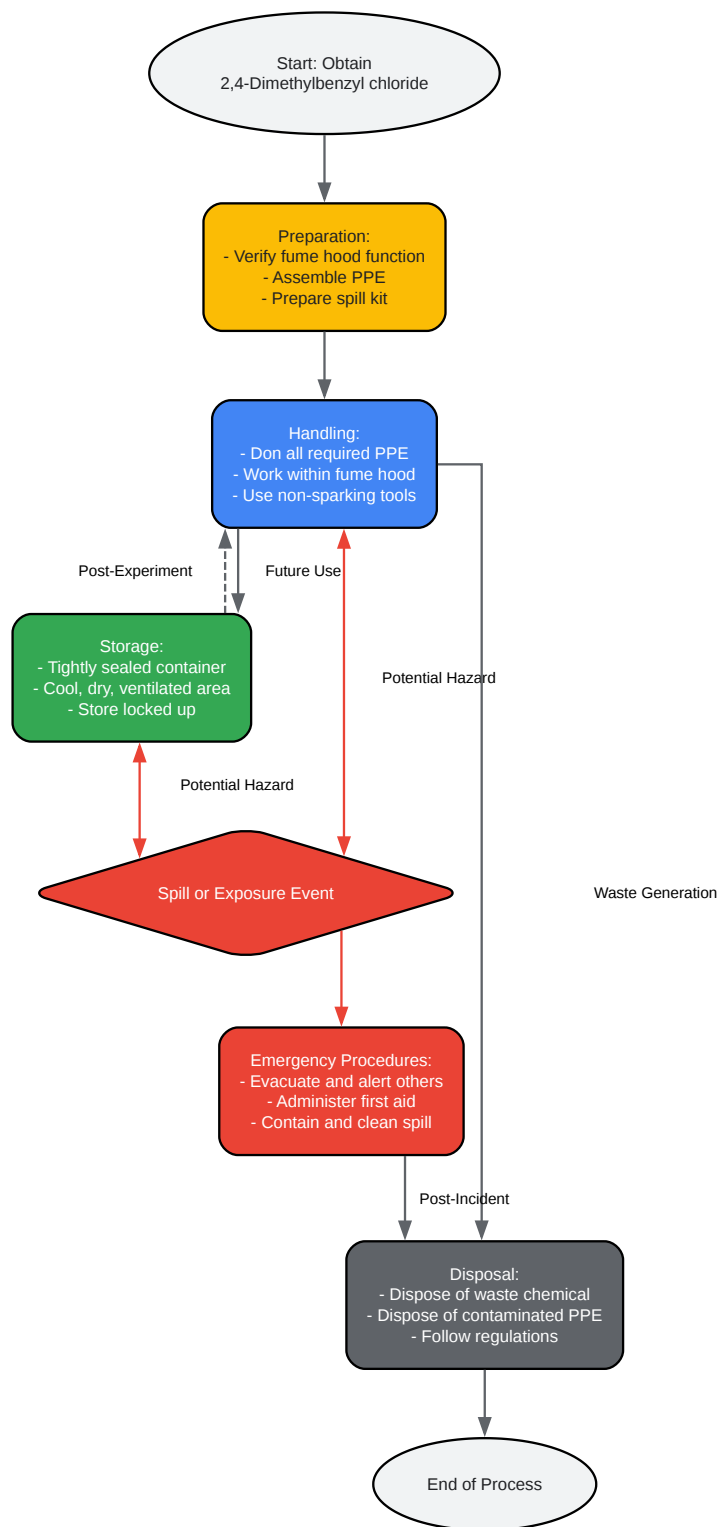 Start: Obtain
2,4-Dimethylbenzyl chloride
Preparation:
- Verify fume hood function
- Assemble PPE
- Prepare spill kit
Handling:
- Don all required PPE
- Work within fume hood
- Use non-sparking tools
Post-Experiment
Future Use
Storage:
- Tightly sealed container
- Cool, dry, ventilated area
- Store locked up
Potential Hazard
Potential Hazard
Spill or Exposure Event
Waste Generation
Emergency Procedures:
- Evacuate and alert others
- Administer first aid
- Contain and clean spill
Post-Incident
Disposal:
- Dispose of waste chemical
- Dispose of contaminated PPE
- Follow regulations
End of Process